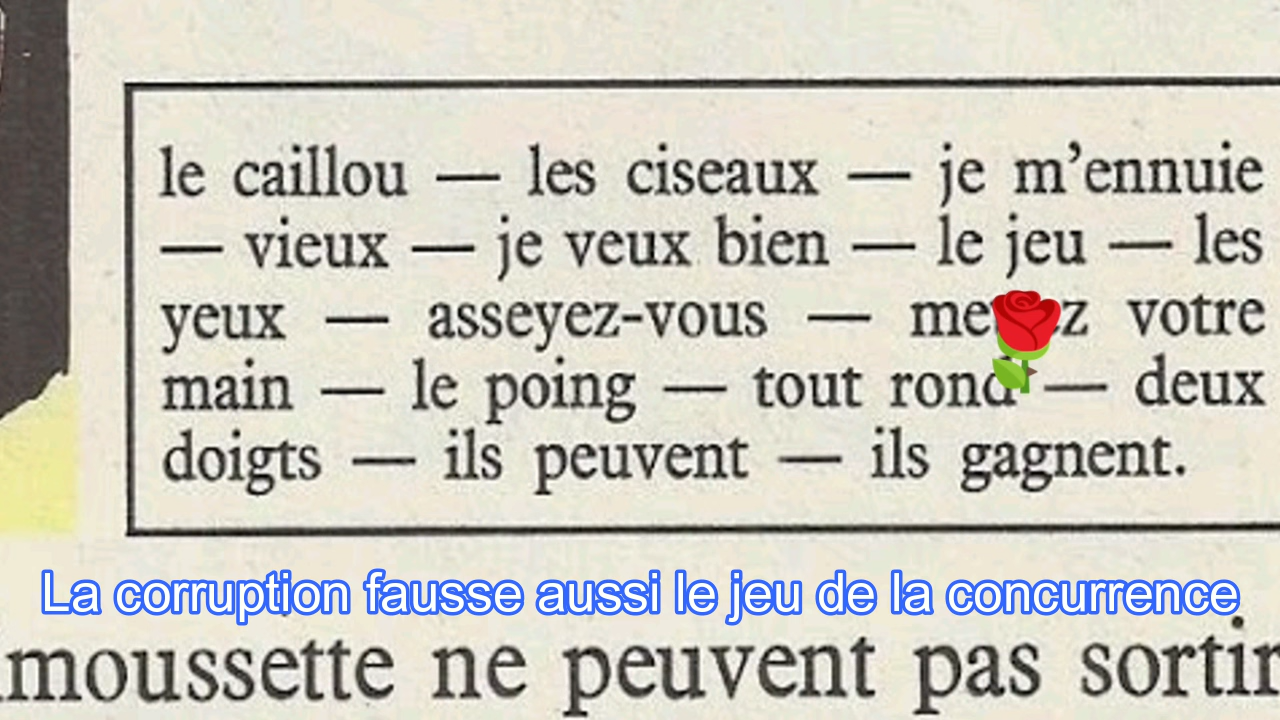 le caillou — les ciseaux — je m'ennuie
— vieux — je veux bien — le jeu — les
yeux — asseyez-vous — votre
main — le poing — tout rond — deux
doigts — ils peuvent — ils gagnent.
La corruption fausse aussi le jeu de la concurrence
ne peuvent pas sortir